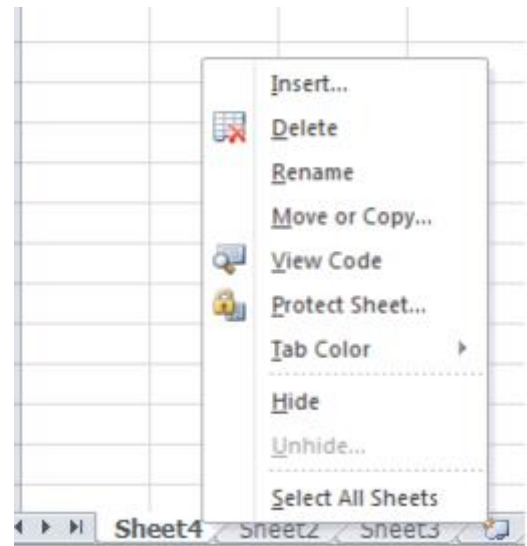 Insert...
Delete
Rename
Move or Copy...
View Code
Protect Sheet...
Tab Color
Hide
Unhide...
Select All Sheets
Sheet4 Sheet2 Sheet3